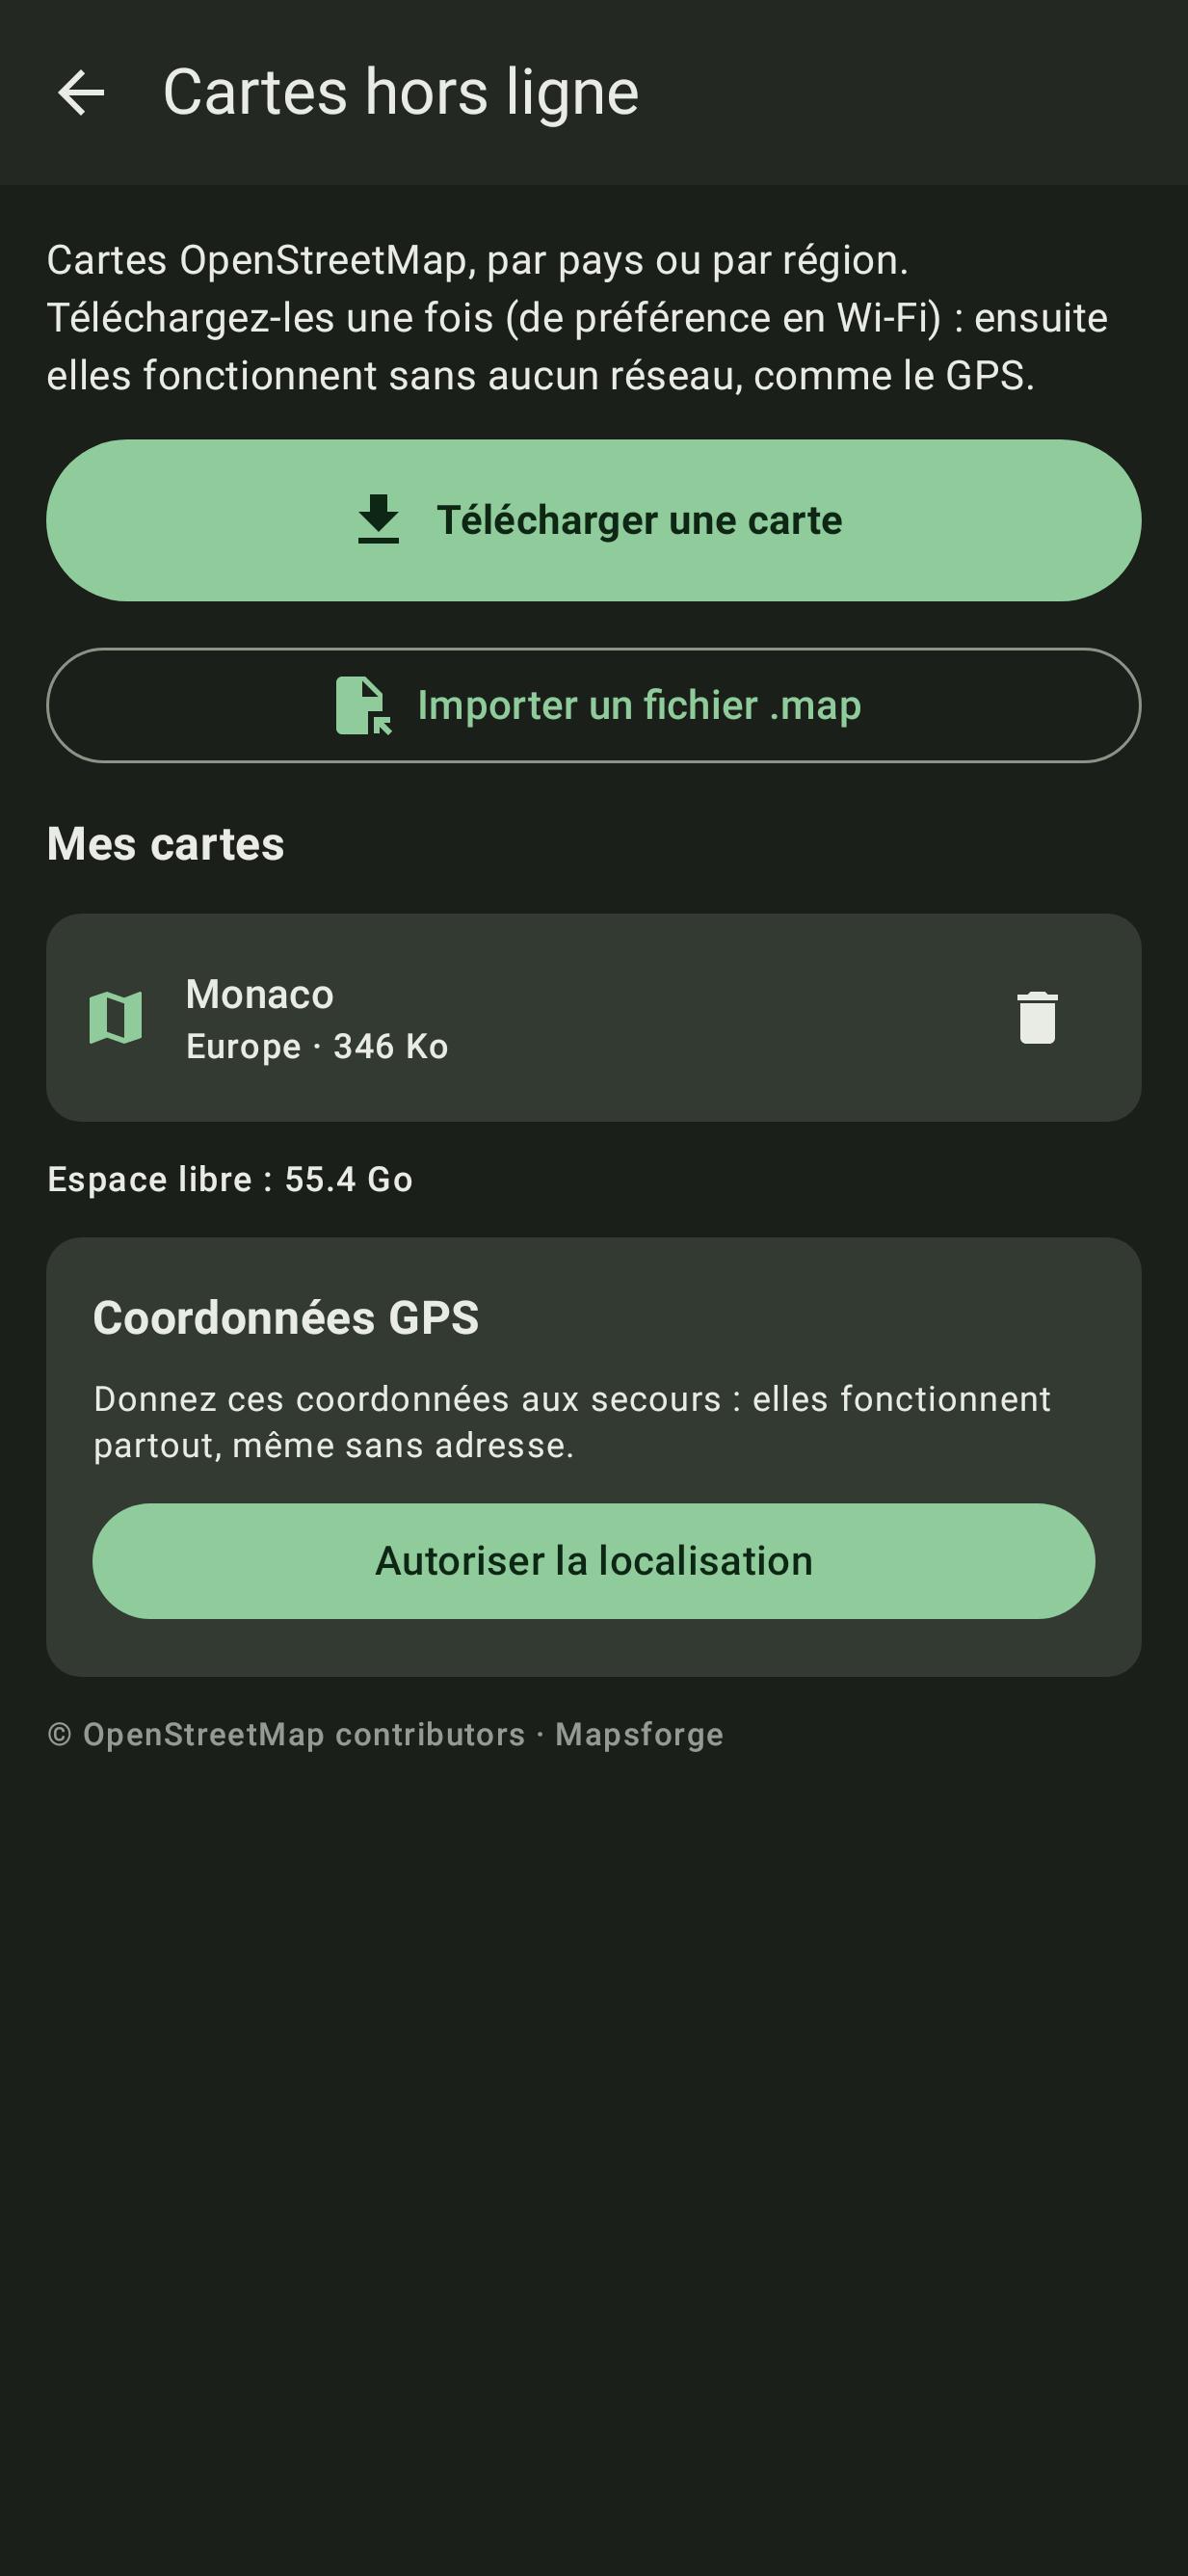 Cartes hors ligne
Cartes OpenStreetMap, par pays ou par région.
Téléchargez-les une fois (de préférence en Wi-Fi) : ensuite
elles fonctionnent sans aucun réseau, comme le GPS.
Télécharger une carte
Importer un fichier .map
Mes cartes
Monaco
Europe · 346 Ko
Espace libre : 55.4 Go
Coordonnées GPS
Donnez ces coordonnées aux secours : elles fonctionnent
partout, même sans adresse.
Autoriser la localisation
© OpenStreetMap contributors · Mapsforge